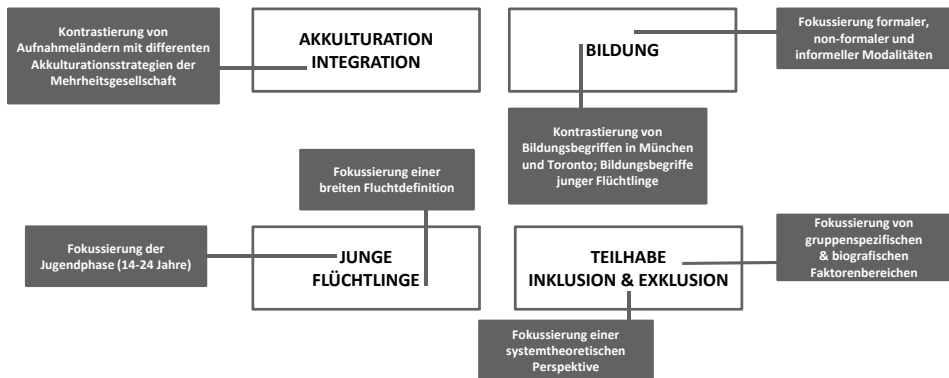 Kontrastierung von
Aufnahmeländern mit differenten
Akkulturationsstrategien der
Mehrheitsgesellschaft
AKKULTURATION
INTEGRATION
BILDUNG
Fokussierung formaler,
non-formaler und
informeller Modalitäten
Kontrastierung von
Bildungsbegriffen in München
und Toronto; Bildungsbegriffe
junger Flüchtlinge
Fokussierung einer
breiten Fluchtdefinition
Fokussierung der
Jugendphase (14-24 Jahre)
JUNGE
FLÜCHTLINGE
TEILHABE
INKLUSION & EXKLUSION
Fokussierung von
gruppenspezifischen
& biografischen
Faktorenbereichen
Fokussierung einer
systemtheoretischen
Perspektive